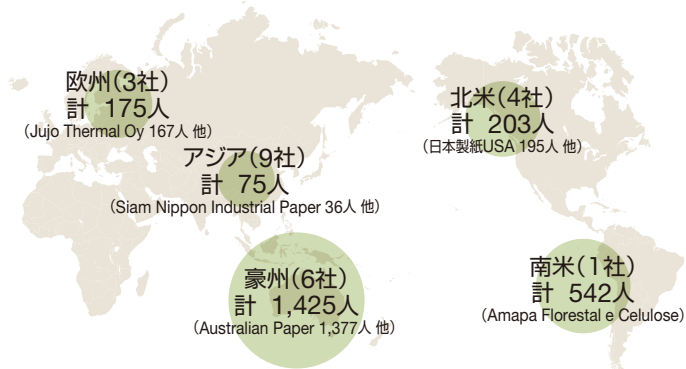 欧州（3社）
計 175人
（Jujo Thermal Oy 167人 他）
アジア（9社）
計 75人
（Siam Nippon Industrial Paper 36人 他）
豪州（6社）
計 1,425人
（Australian Paper 1,377人 他）
北米（4社）
計 203人
（日本製紙USA 195人 他）
南米（1社）
計 542人
（Amapa Florestal e Celulose）